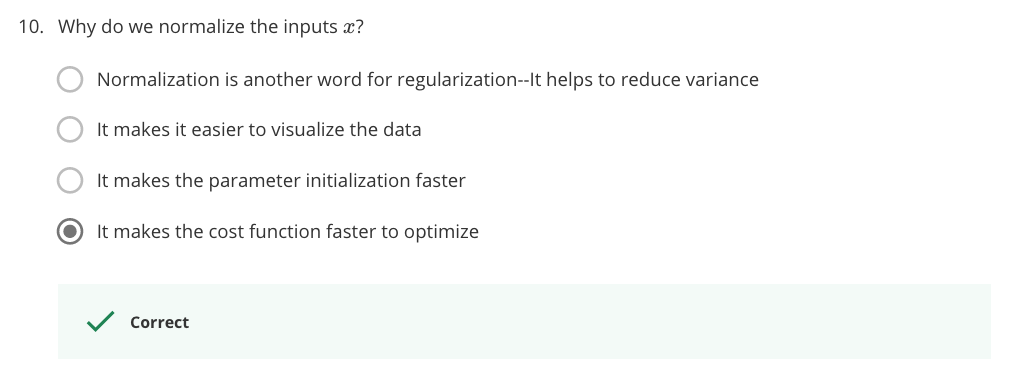 10. Why do we normalize the inputs x?
Normalization is another word for regularization--It helps to reduce variance
It makes it easier to visualize the data
It makes the parameter initialization faster
It makes the cost function faster to optimize
Correct